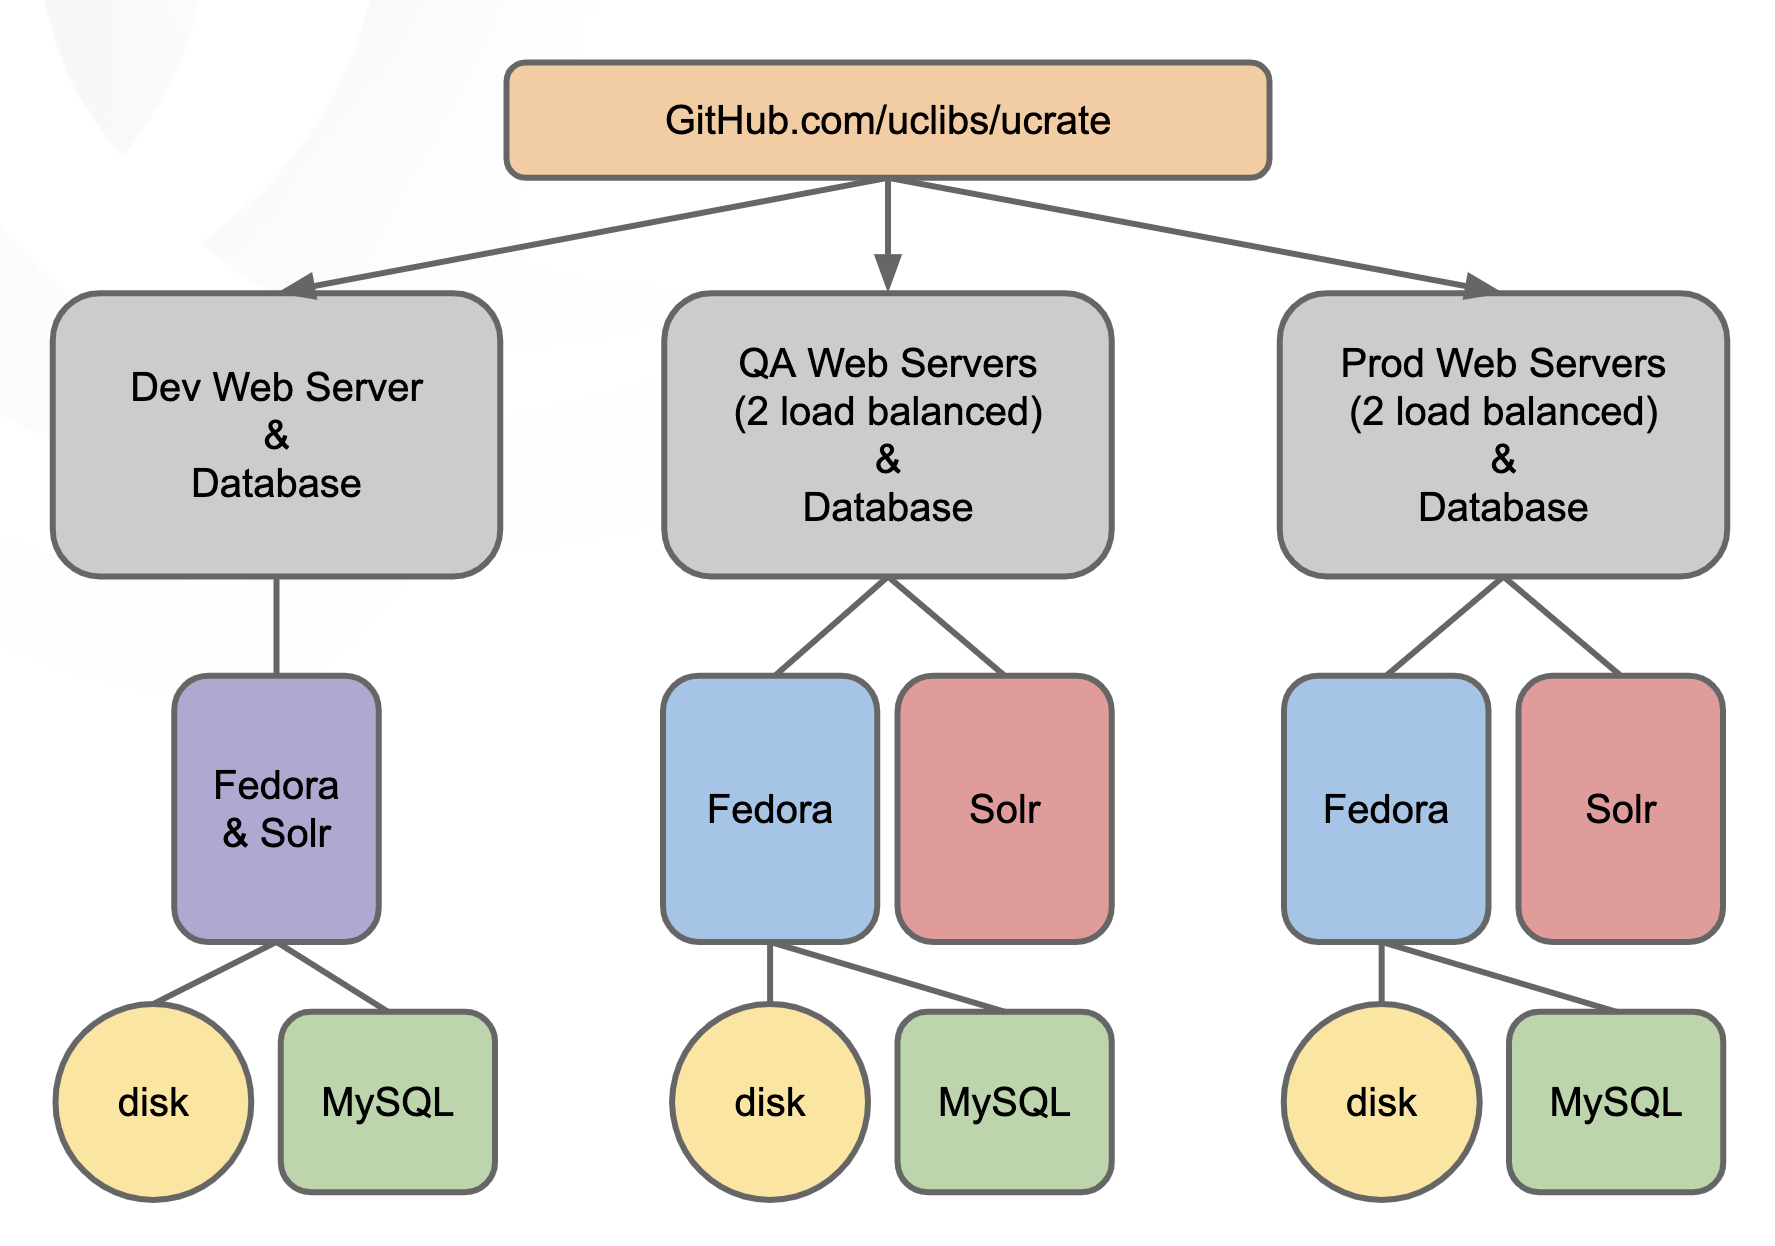 GitHub.com/uclibs/ucrate
Dev Web Server
&
Database
QA Web Servers
(2 load balanced)
&
Database
Prod Web Servers
(2 load balanced)
&
Database
Fedora
& Solr
Fedora
Solr
Fedora
Solr
disk
MySQL
disk
MySQL
disk
MySQL